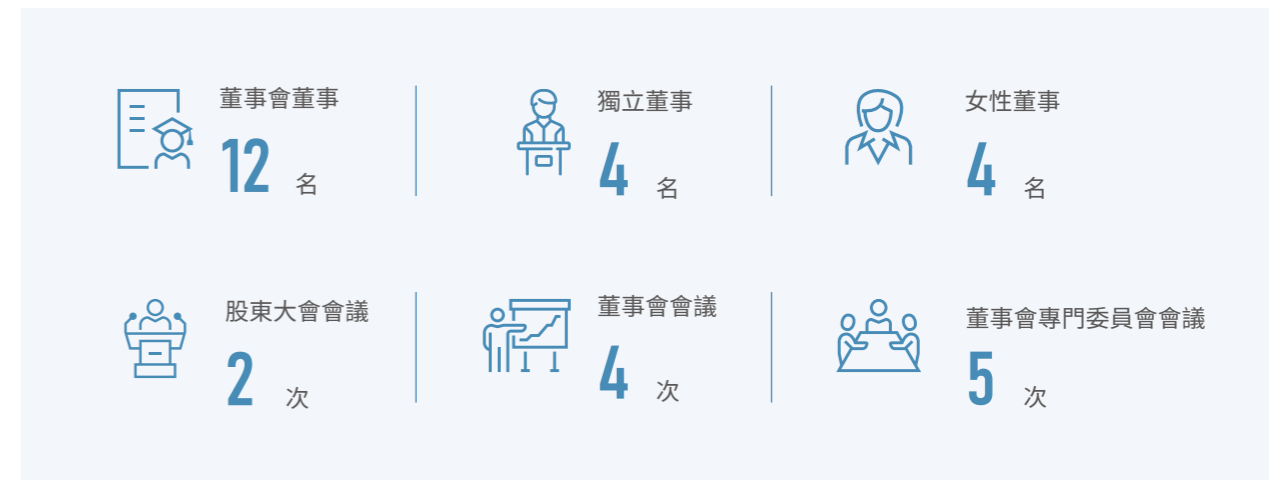 董事會董事
12 名
獨立董事
4 名
女性董事
4 名
股東大會會議
2 次
董事會會議
4 次
董事會專門委員會會議
5 次